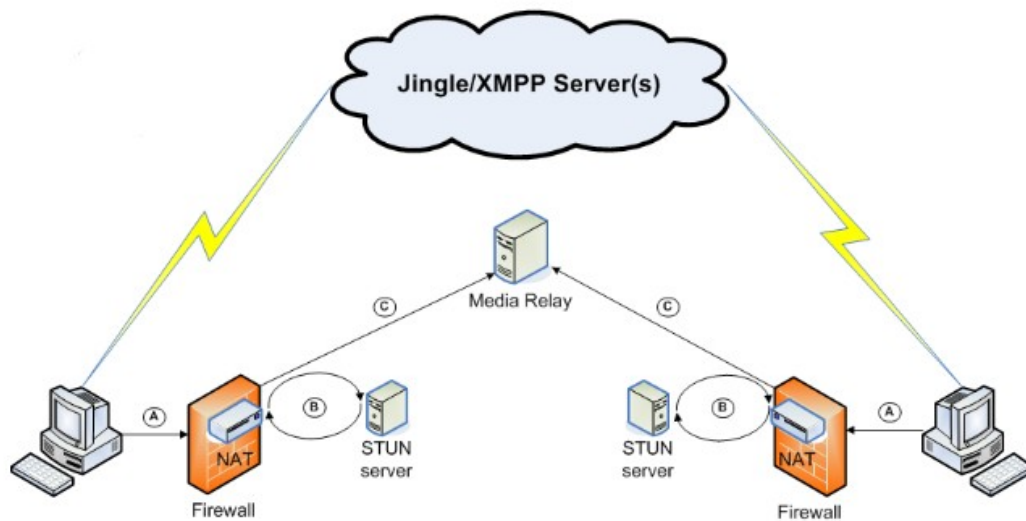 Jingle/XMPP Server(s)
Media Relay
C
C
A
B
B
A
NAT
STUN
server
STUN
server
NAT
Firewall
Firewall